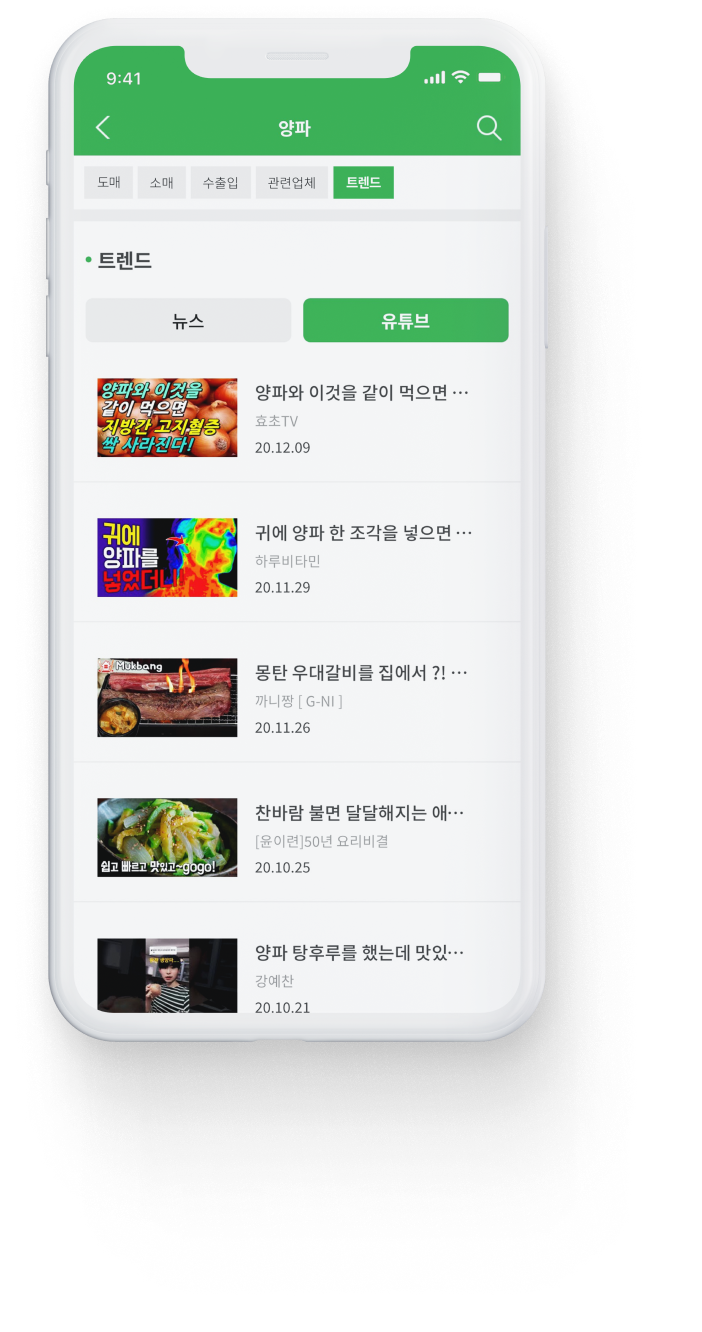 9:41
양파
도매 소매 수출입 관련업체 트렌드
• 트렌드
뉴스 유튜브
양파와 이것을
같이 먹으면
지방간 고지혈증
싹 사라진다!
양파와 이것을 같이 먹으면 ···
효초TV
20.12.09
귀에
양파를
넣었더니
귀에 양파 한 조각을 넣으면 ···
하루비타민
20.11.29
Mukbang
몽탄 우대갈비를 집에서 ?! ···
까니짱 [ G-NI ]
20.11.26
쉽고 빠르고 맛있고~gogo!
찬바람 불면 달달해지는 애···
[윤이련]50년 요리비결
20.10.25
양파 탕후루를 했는데 맛있···
강예찬
20.10.21